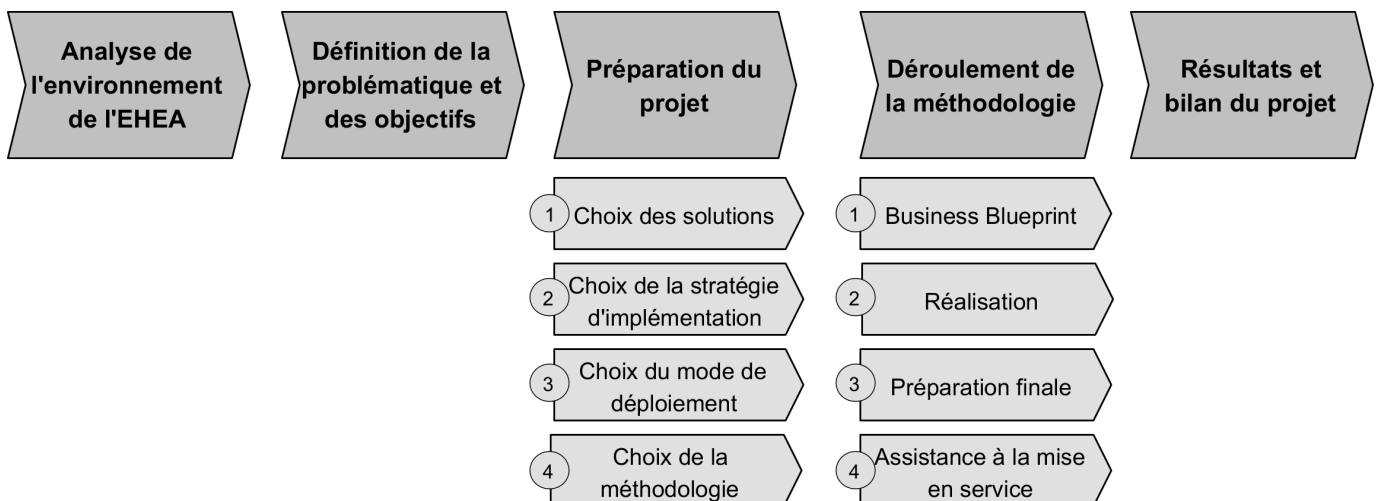 Analyse de
l'environnement
de l'EHEA
Définition de la
problématique et
des objectifs
Préparation du
projet
Déroulement de
la méthodologie
Résultats et
bilan du projet
1 Choix des solutions
2 Choix de la stratégie
d'implémentation
3 Choix du mode de
déploiement
4 Choix de la
méthodologie
1 Business Blueprint
2 Réalisation
3 Préparation finale
4 Assistance à la mise
en service